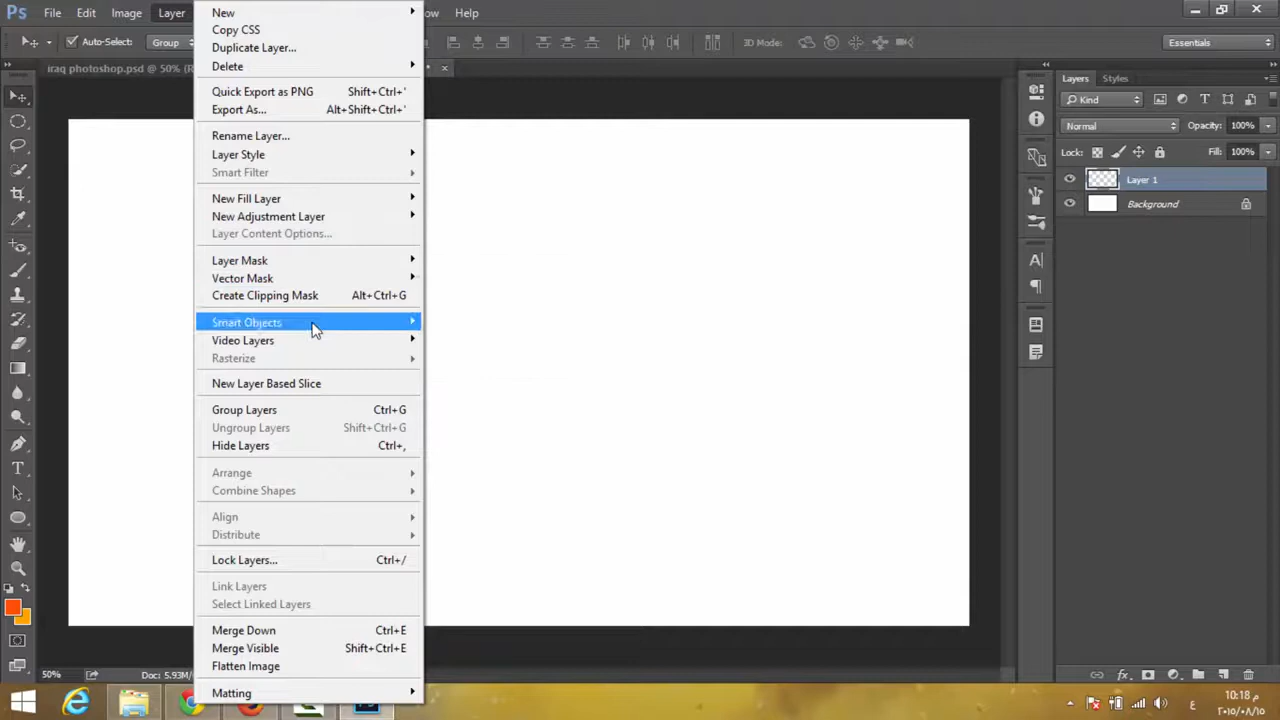 Ps File Edit Image Layer ow Help
Auto-Select: Group 3D Mode: Essentials
iraq photoshop.psd @ 50% (R
New
Copy CSS
Duplicate Layer...
Delete
Quick Export as PNG Shift+Ctrl+'
Export As... Alt+Shift+Ctrl+'
Rename Layer...
Layer Style
Smart Filter
New Fill Layer
New Adjustment Layer
Layer Content Options...
Layer Mask
Vector Mask
Create Clipping Mask Alt+Ctrl+G
Smart Objects
Video Layers
Rasterize
New Layer Based Slice
Group Layers Ctrl+G
Ungroup Layers Shift+Ctrl+G
Hide Layers Ctrl+,
Arrange
Combine Shapes
Align
Distribute
Lock Layers... Ctrl+/
Link Layers
Select Linked Layers
Merge Down Ctrl+E
Merge Visible Shift+Ctrl+E
Flatten Image
Matting
Layers Styles
Kind
Normal Opacity: 100%
Lock: Fill: 100%
Layer 1
Background
50% Doc: 5.93M/
ع
م 10:18